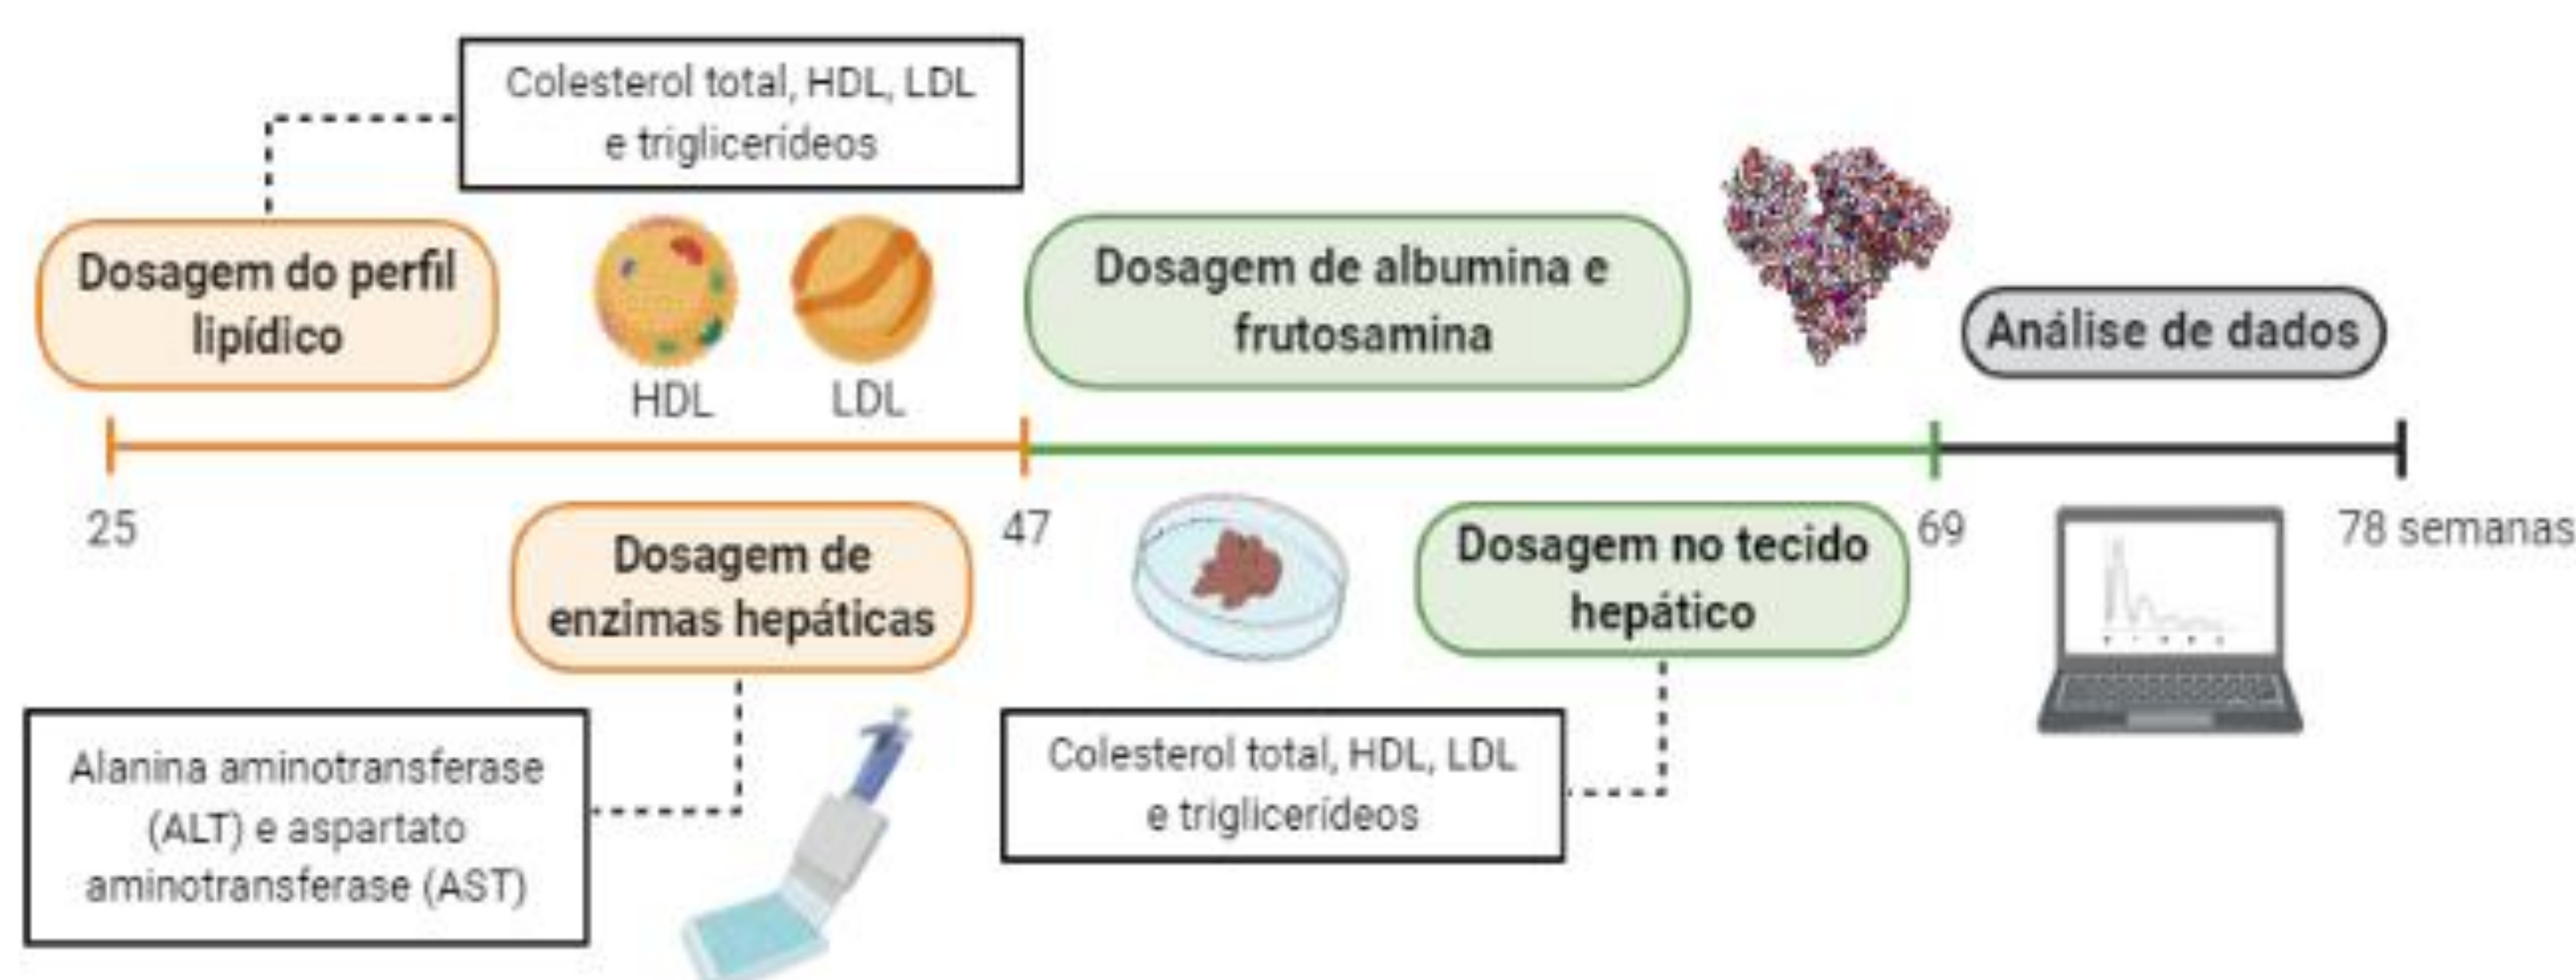 Colesterol total, HDL, LDL
e triglicerídeos
Dosagem do perfil
lipídico
HDL
LDL
Dosagem de albumina e
frutosamina
Análise de dados
25
47
69
78 semanas
Dosagem de
enzimas hepáticas
Dosagem no tecido
hepático
Alanina aminotransferase
(ALT) e aspartato
aminotransferase (AST)
Colesterol total, HDL, LDL
e triglicerídeos